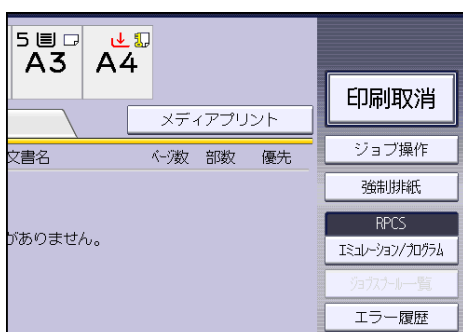 5
A3 A4
印刷取消
メディアプリント
ジョブ操作
文書名 ページ数 部数 優先
強制排紙
RPCS
がありません。
エミュレーション/プログラム
ジョブスプール一覧
エラー履歴